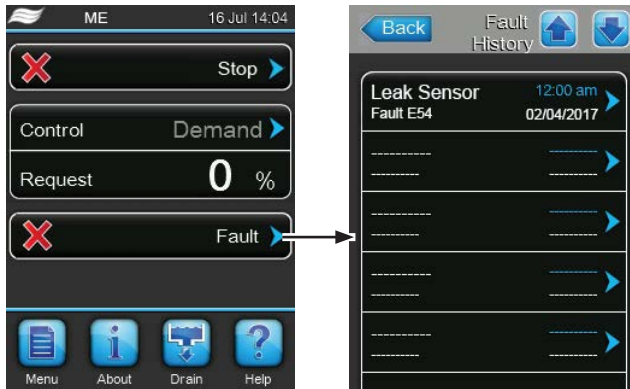 ME 16 Jul 14:04
Stop
Control Demand
Request 0 %
Fault
Menu About Drain Help
Back Fault History
Leak Sensor 12:00 am
Fault E54 02/04/2017
---------- ----------
---------- ----------
---------- ----------
---------- ----------
---------- ----------
---------- ----------
---------- ----------
---------- ----------